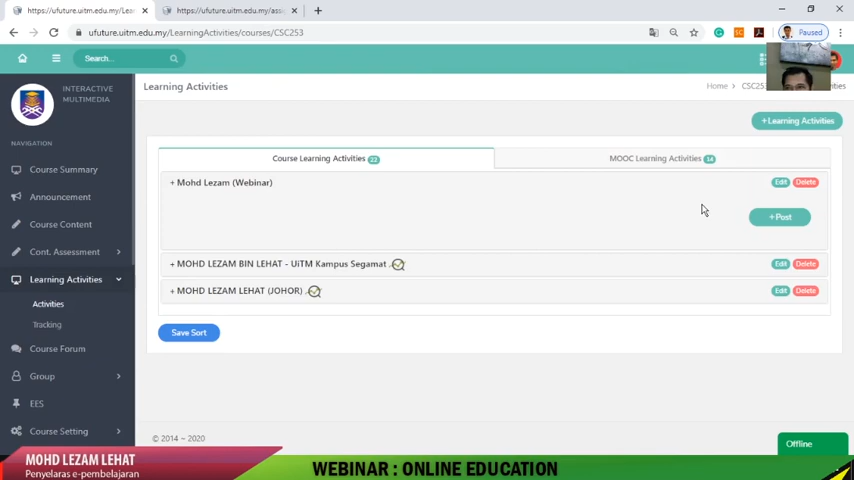 https://ufuture.uitm.edu.my/Lear
https://ufuture.uitm.edu.my/ass
ufuture.uitm.edu.my/LearningActivities/courses/CSC253
Paused
Search...
INTERACTIVE
MULTIMEDIA
NAVIGATION
Course Summary
Announcement
Course Content
Cont. Assessment
Learning Activities
Activities
Tracking
Course Forum
Group
EES
Course Setting
Learning Activities
Home > CSC25
+Learning Activities
Course Learning Activities 22
MOOC Learning Activities 14
+ Mohd Lezam (Webinar)
Edit Delete
+Post
+ MOHD LEZAM BIN LEHAT - UiTM Kampus Segamat
Edit Delete
+ MOHD LEZAM LEHAT (JOHOR)
Edit Delete
Save Sort
© 2014 - 2020
Offline
MOHD LEZAM LEHAT
Penyelaras e-pembelajaran
WEBINAR : ONLINE EDUCATION